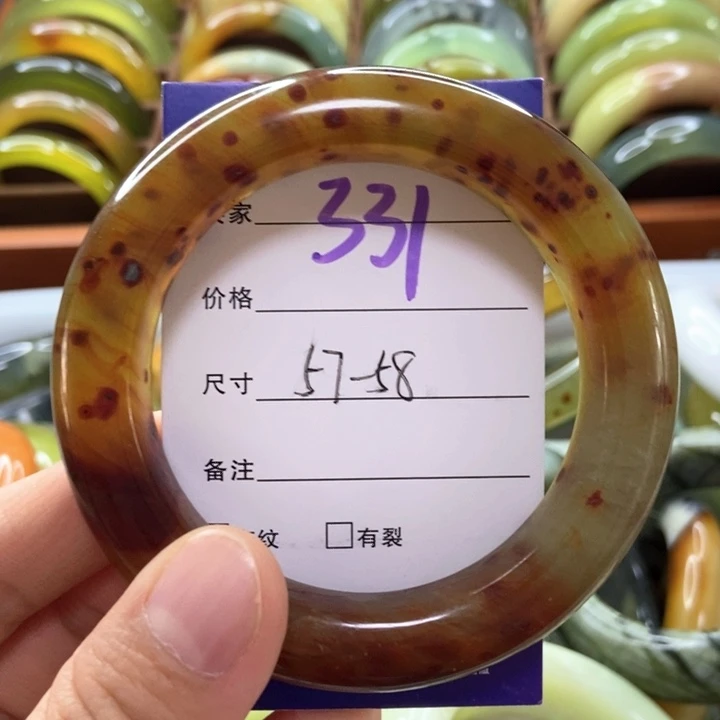 家 331
价格
尺寸 57-58
备注
纹 □有裂